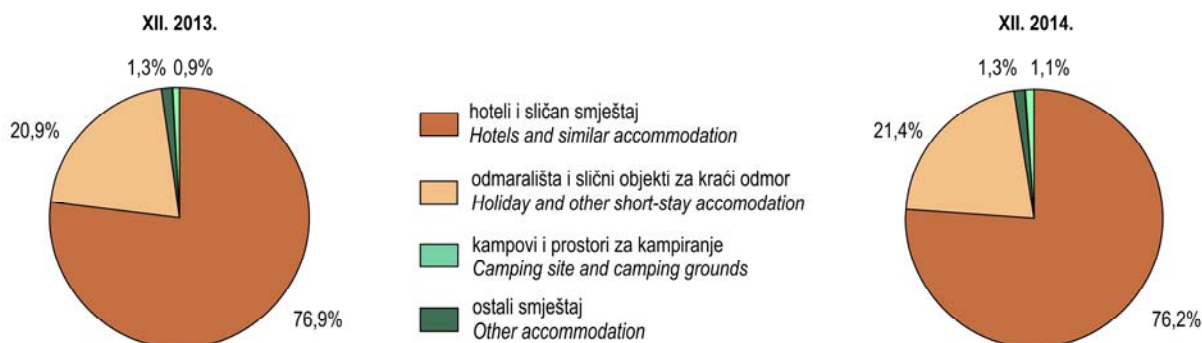 XII. 2013.
1,3%
0,9%
20,9%
76,9%
hoteli i sličan smještaj
Hotels and similar accommodation
odmarališta i slični objekti za kraći odmor
Holiday and other short-stay accomodation
kampovi i prostori za kampiranje
Camping site and camping grounds
ostali smještaj
Other accommodation
XII. 2014.
1,3%
1,1%
21,4%
76,2%